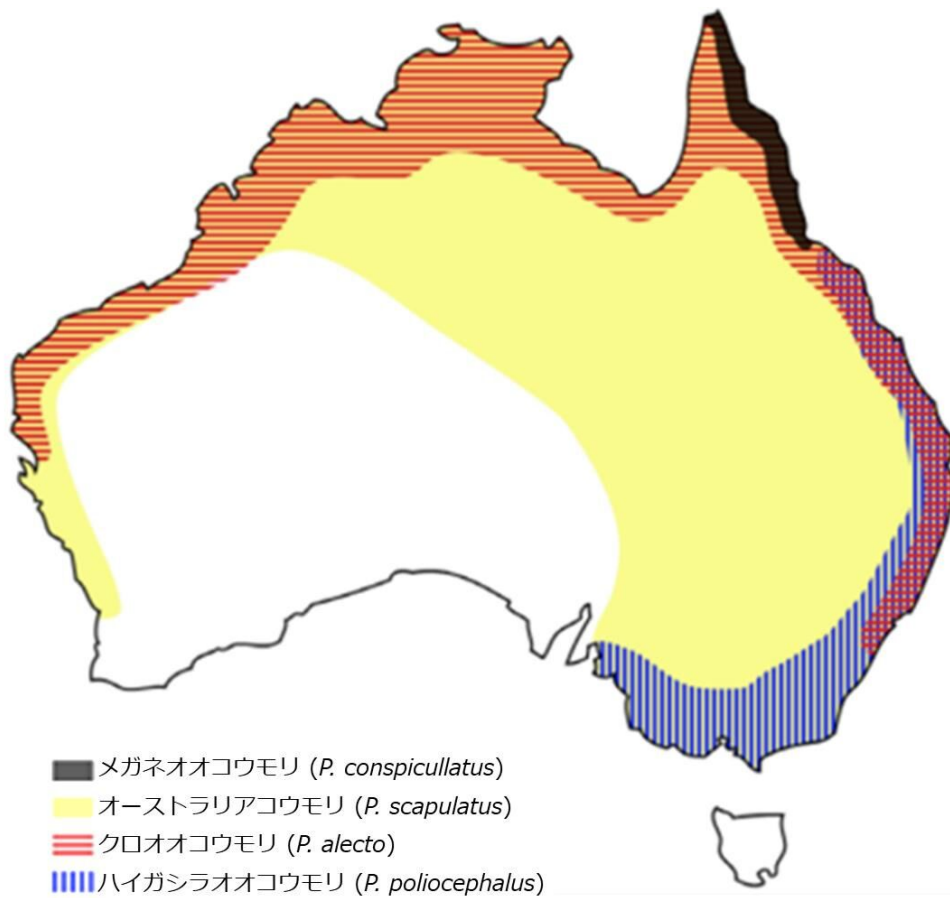 メガネオオコウモリ (P. conspicullatus)
オーストラリアコウモリ (P. scapulatus)
クロオオコウモリ (P. alecto)
ハイガシラオオコウモリ (P. poliocephalus)